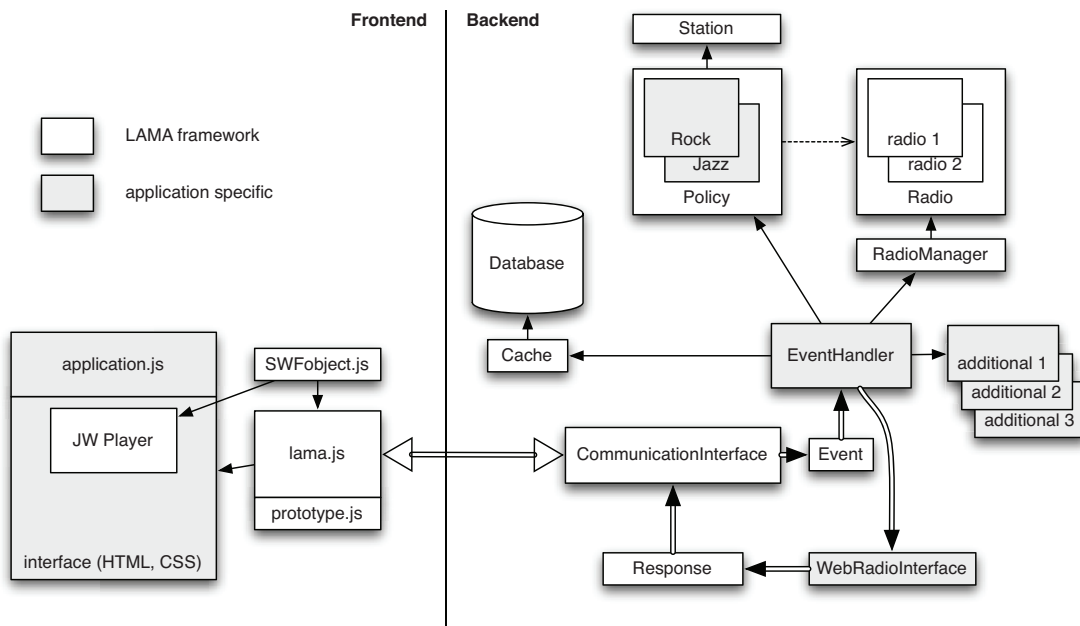 Frontend
Backend
Station
LAMA framework
application specific
Rock
Jazz
Policy
radio 1
radio 2
Radio
RadioManager
Database
Cache
EventHandler
additional 1
additional 2
additional 3
application.js
SWFobject.js
JW Player
lama.js
prototype.js
interface (HTML, CSS)
CommunicationInterface
Event
Response
WebRadioInterface